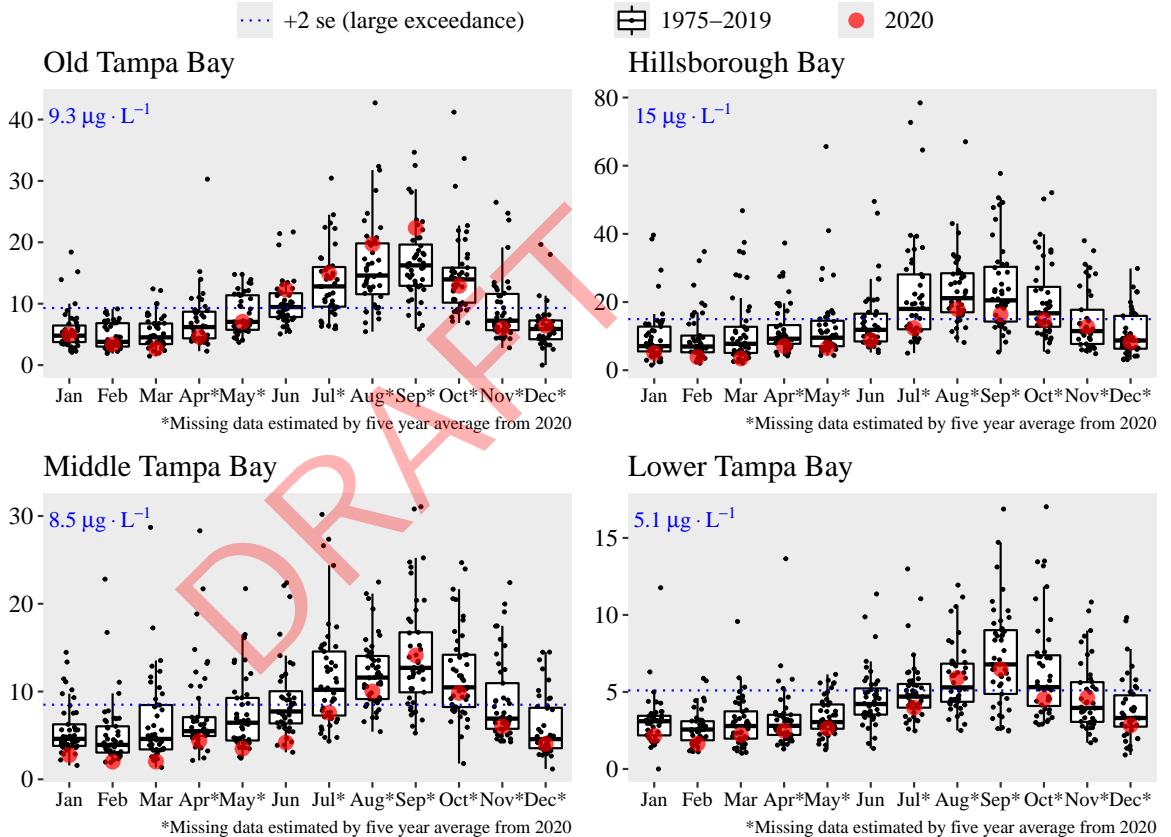 +2 se (large exceedance) 1975–2019 2020
Old Tampa Bay
9.3 μg · L⁻¹
40
30
20
10
0
Jan Feb Mar Apr* May* Jun Jul* Aug* Sep* Oct* Nov* Dec*
*Missing data estimated by five year average from 2020
Hillsborough Bay
15 μg · L⁻¹
80
60
40
20
0
Jan Feb Mar Apr* May* Jun Jul* Aug* Sep* Oct* Nov* Dec*
*Missing data estimated by five year average from 2020
Middle Tampa Bay
8.5 μg · L⁻¹
30
20
10
0
Jan Feb Mar Apr* May* Jun Jul* Aug* Sep* Oct* Nov* Dec*
*Missing data estimated by five year average from 2020
Lower Tampa Bay
5.1 μg · L⁻¹
15
10
5
0
Jan Feb Mar Apr* May* Jun Jul* Aug* Sep* Oct* Nov* Dec*
*Missing data estimated by five year average from 2020
DRAFT